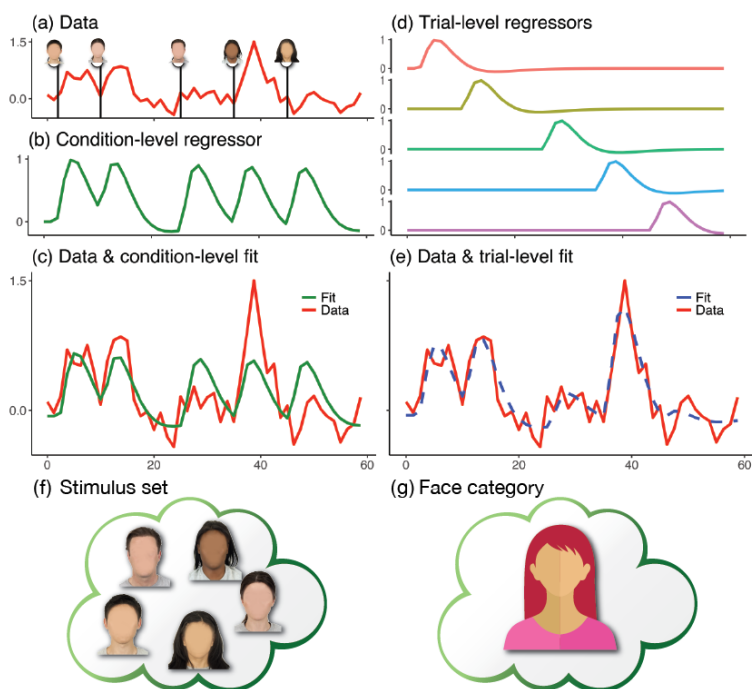 (a) Data
1.5
0.0
(b) Condition-level regressor
1
0
(c) Data & condition-level fit
1.5
0.0
Fit
Data
0
20
40
60
(d) Trial-level regressors
1
0
1
0
1
0
1
0
1
0
(e) Data & trial-level fit
Fit
Data
0
20
40
60
(f) Stimulus set
(g) Face category